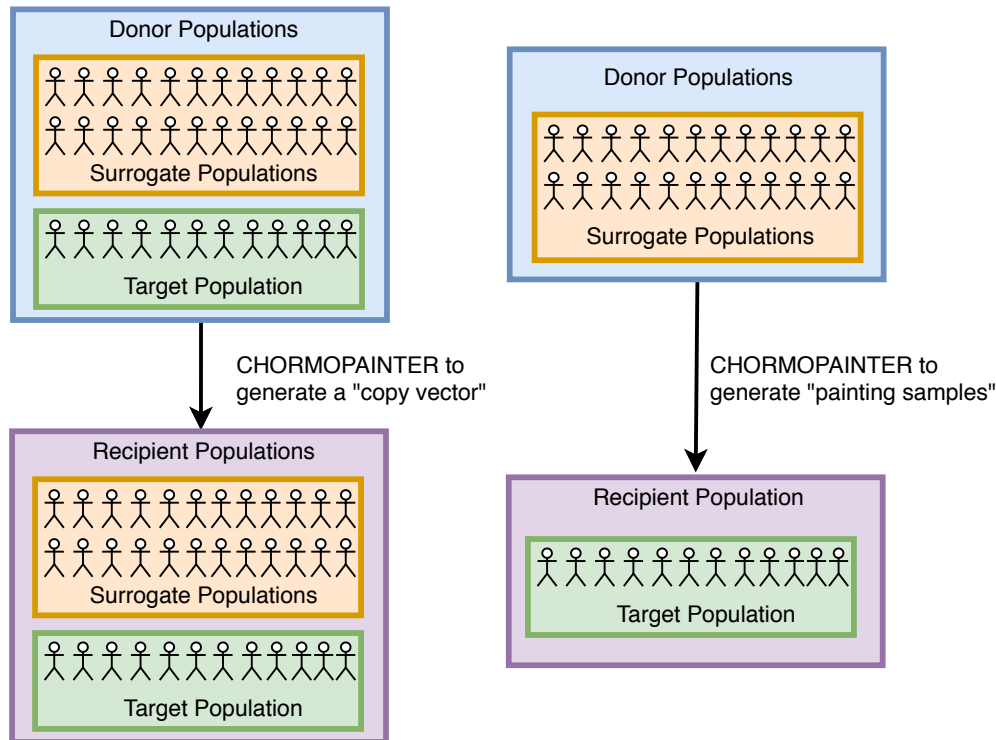 Donor Populations
Surrogate Populations
Target Population
CHORMOPAINTER to
generate a "copy vector"
Recipient Populations
Surrogate Populations
Target Population
Donor Populations
Surrogate Populations
CHORMOPAINTER to
generate "painting samples"
Recipient Population
Target Population